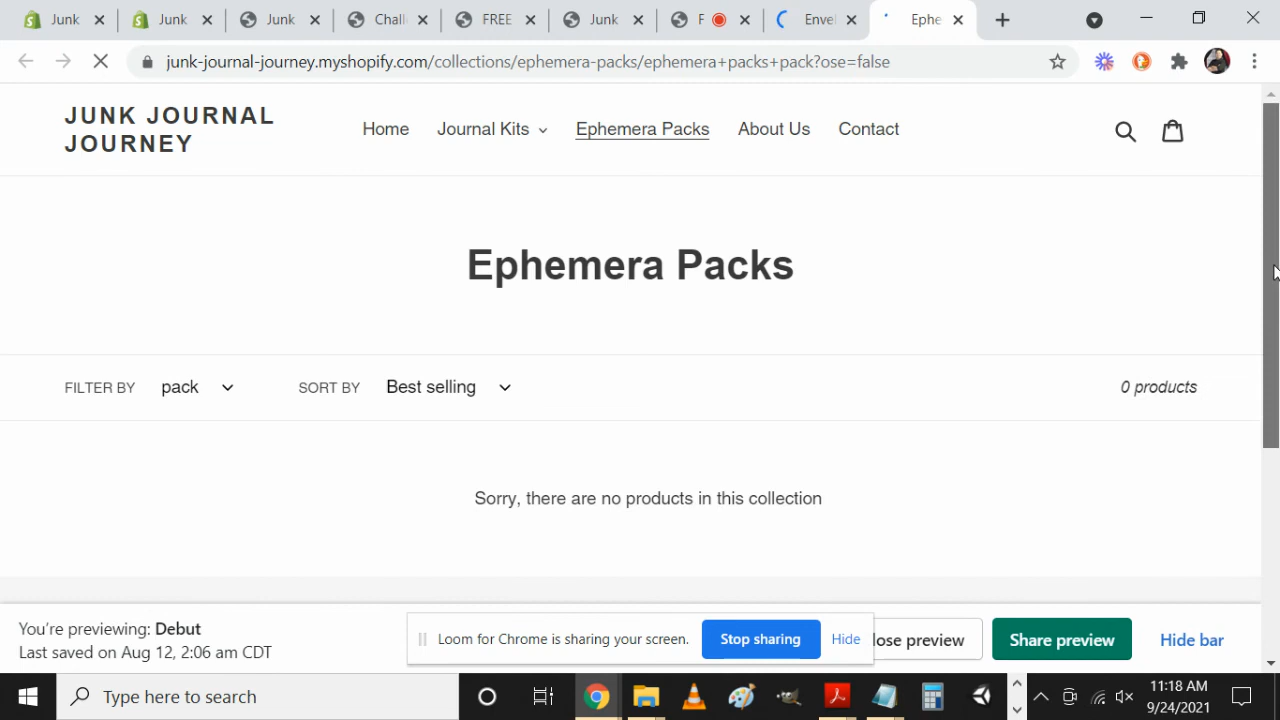 Junk
Junk
Junk
Chall
FREE
Junk
F
Envel
Ephe
junk-journal-journey.myshopify.com/collections/ephemera-packs/ephemera+packs+pack?ose=false
JUNK JOURNAL
JOURNEY
Home
Journal Kits
Ephemera Packs
About Us
Contact
Ephemera Packs
FILTER BY
pack
SORT BY
Best selling
0 products
Sorry, there are no products in this collection
You're previewing: Debut
Last saved on Aug 12, 2:06 am CDT
Loom for Chrome is sharing your screen.
Stop sharing
Hide
lose preview
Share preview
Hide bar
Type here to search
11:18 AM
9/24/2021